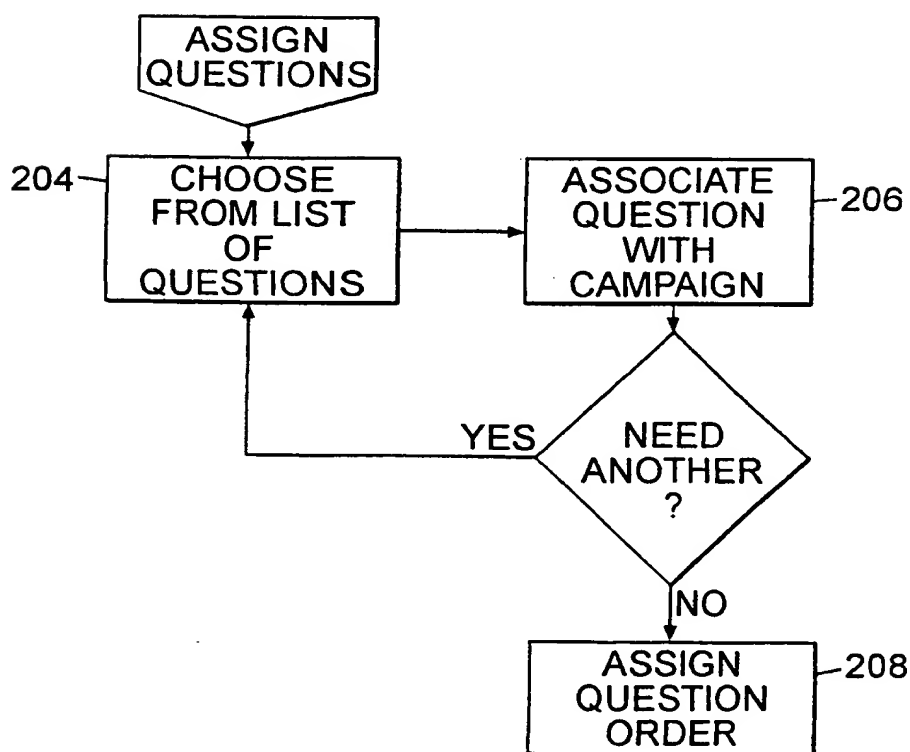 ASSIGN
QUESTIONS
204
CHOOSE
FROM LIST
OF
QUESTIONS
ASSOCIATE
QUESTION
WITH
CAMPAIGN
206
YES
NEED
ANOTHER
?
NO
ASSIGN
QUESTION
ORDER
208